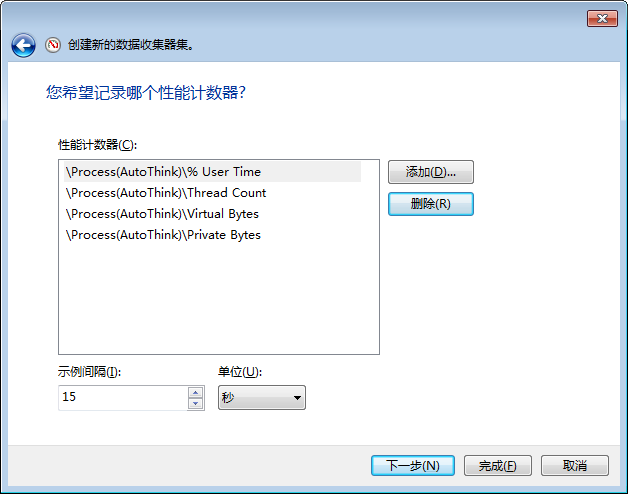 创建新的数据收集器集。
您希望记录哪个性能计数器?
性能计数器(C):
\Process(AutoThink)\% User Time
\Process(AutoThink)\Thread Count
\Process(AutoThink)\Virtual Bytes
\Process(AutoThink)\Private Bytes
添加(D)...
删除(R)
示例间隔(I):
单位(U):
15
秒
下一步(N)
完成(F)
取消